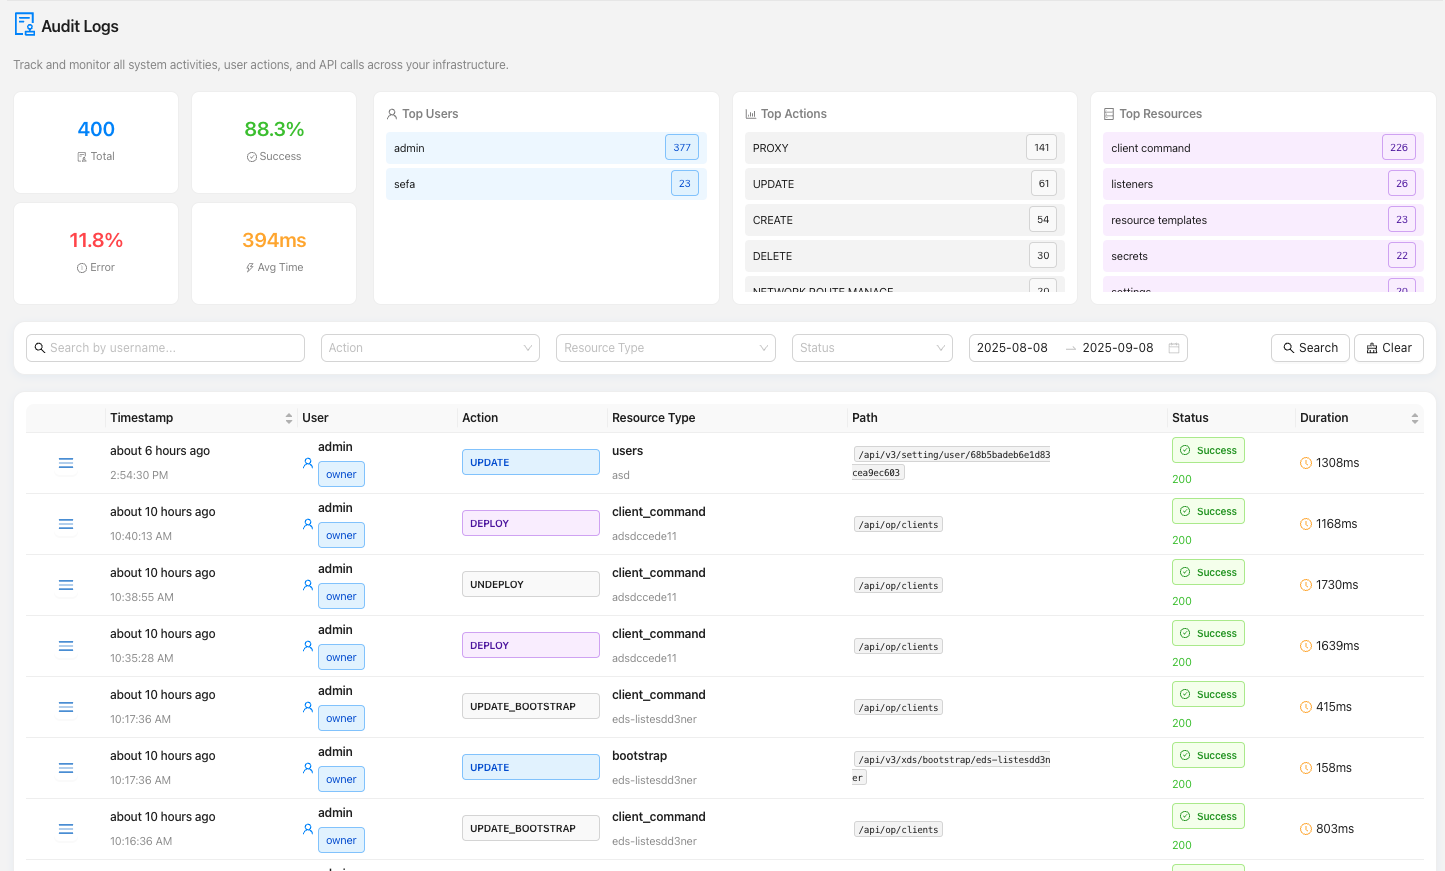 Audit Logs
Track and monitor all system activities, user actions, and API calls across your infrastructure.
400
Total
88.3%
Success
11.8%
Error
394ms
Avg Time
Top Users
admin 377
sefa 23
Top Actions
PROXY 141
UPDATE 61
CREATE 54
DELETE 30
NETWORK ROUTE MANAGE 20
Top Resources
client command 226
listeners 26
resource templates 23
secrets 22
settings 20
Search by username... Action Resource Type Status 2025-08-08 → 2025-09-08 Search Clear
Timestamp User Action Resource Type Path Status Duration
about 6 hours ago
2:54:30 PM
admin
owner
UPDATE
users
asd
/api/v3/setting/user/68b5badeb6e1d83
cea9ec603
Success
200
1308ms
about 10 hours ago
10:40:13 AM
admin
owner
DEPLOY
client_command
adsdccede11
/api/op/clients
Success
200
1168ms
about 10 hours ago
10:38:55 AM
admin
owner
UNDEPLOY
client_command
adsdccede11
/api/op/clients
Success
200
1730ms
about 10 hours ago
10:35:28 AM
admin
owner
DEPLOY
client_command
adsdccede11
/api/op/clients
Success
200
1639ms
about 10 hours ago
10:17:36 AM
admin
owner
UPDATE_BOOTSTRAP
client_command
eds-listesdd3ner
/api/op/clients
Success
200
415ms
about 10 hours ago
10:17:36 AM
admin
owner
UPDATE
bootstrap
eds-listesdd3ner
/api/v3/xds/bootstrap/eds-listesdd3n
er
Success
200
158ms
about 10 hours ago
10:16:36 AM
admin
owner
UPDATE_BOOTSTRAP
client_command
eds-listesdd3ner
/api/op/clients
Success
200
803ms